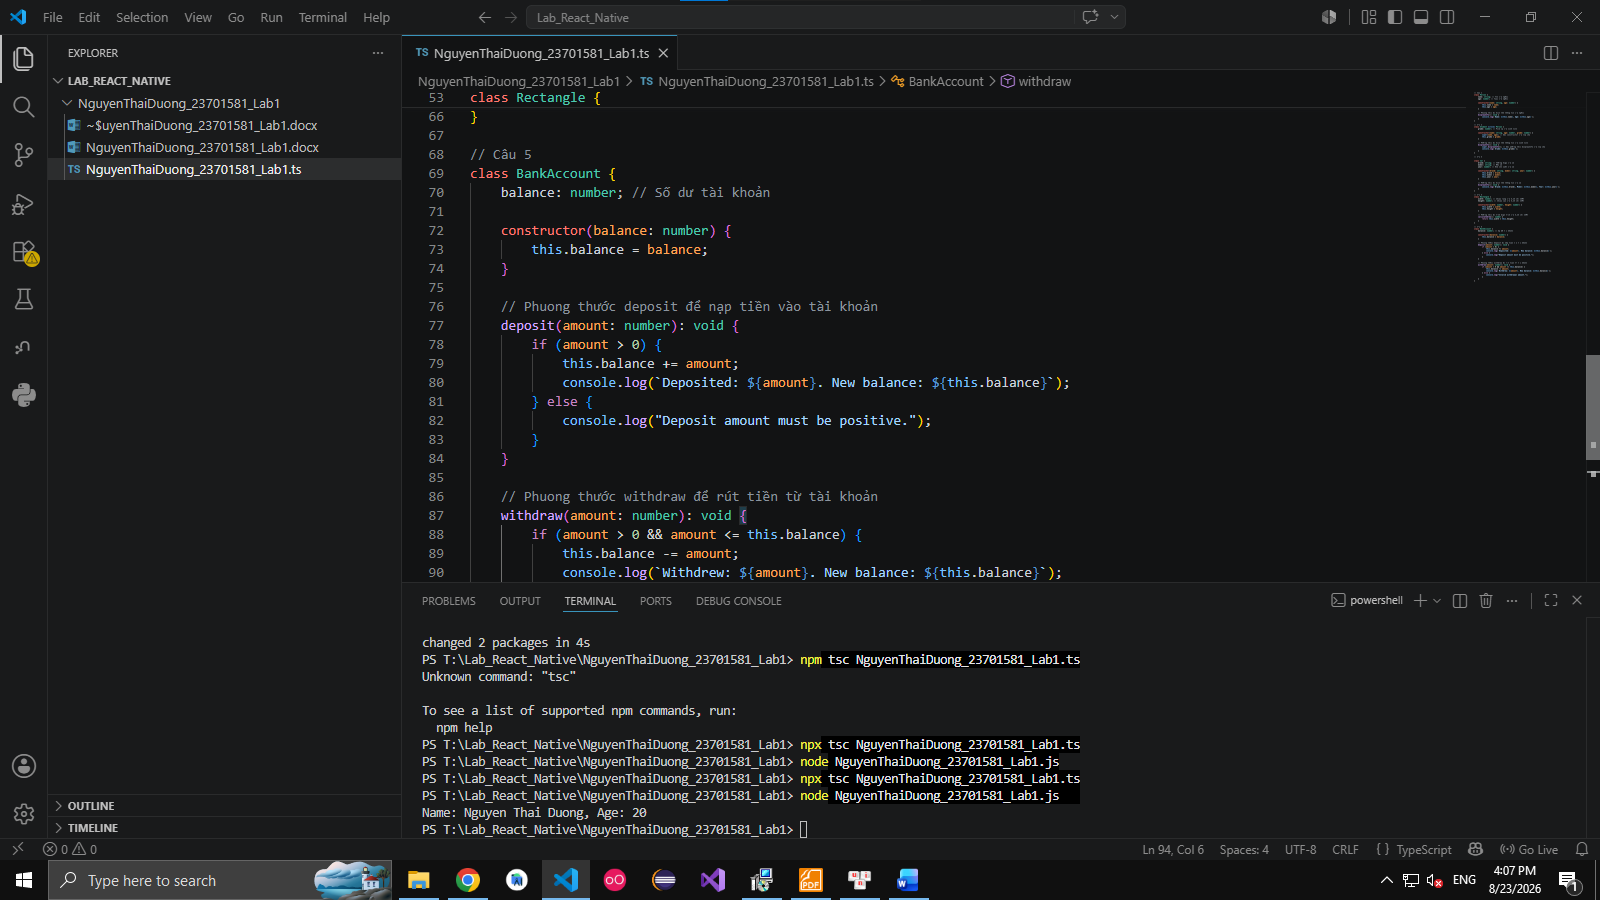 File Edit Selection View Go Run Terminal Help
Lab_React_Native
EXPLORER
LAB_REACT_NATIVE
NguyenThaiDuong_23701581_Lab1
~$uyenThaiDuong_23701581_Lab1.docx
NguyenThaiDuong_23701581_Lab1.docx
TS NguyenThaiDuong_23701581_Lab1.ts
OUTLINE
TIMELINE
TS NguyenThaiDuong_23701581_Lab1.ts
NguyenThaiDuong_23701581_Lab1 > TS NguyenThaiDuong_23701581_Lab1.ts > BankAccount > withdraw
53 class Rectangle {
66 }
67
68 // Câu 5
69 class BankAccount {
70 balance: number; // Số dư tài khoản
71
72 constructor(balance: number) {
73 this.balance = balance;
74 }
75
76 // Phuong thước deposit để nạp tiền vào tài khoản
77 deposit(amount: number): void {
78 if (amount > 0) {
79 this.balance += amount;
80 console.log(`Deposited: ${amount}. New balance: ${this.balance}`);
81 } else {
82 console.log("Deposit amount must be positive.");
83 }
84 }
85
86 // Phuong thước withdraw để rút tiền từ tài khoản
87 withdraw(amount: number): void {
88 if (amount > 0 && amount <= this.balance) {
89 this.balance -= amount;
90 console.log(`Withdrew: ${amount}. New balance: ${this.balance}`);
PROBLEMS OUTPUT TERMINAL PORTS DEBUG CONSOLE
powershell
changed 2 packages in 4s
PS T:\Lab_React_Native\NguyenThaiDuong_23701581_Lab1> npm tsc NguyenThaiDuong_23701581_Lab1.ts
Unknown command: "tsc"
To see a list of supported npm commands, run:
npm help
PS T:\Lab_React_Native\NguyenThaiDuong_23701581_Lab1> npx tsc NguyenThaiDuong_23701581_Lab1.ts
PS T:\Lab_React_Native\NguyenThaiDuong_23701581_Lab1> node NguyenThaiDuong_23701581_Lab1.js
PS T:\Lab_React_Native\NguyenThaiDuong_23701581_Lab1> npx tsc NguyenThaiDuong_23701581_Lab1.ts
PS T:\Lab_React_Native\NguyenThaiDuong_23701581_Lab1> node NguyenThaiDuong_23701581_Lab1.js
Name: Nguyen Thai Duong, Age: 20
PS T:\Lab_React_Native\NguyenThaiDuong_23701581_Lab1>
0 0
Ln 94, Col 6 Spaces: 4 UTF-8 CRLF {} TypeScript Go Live
Type here to search
ENG
4:07 PM
8/23/2026
1